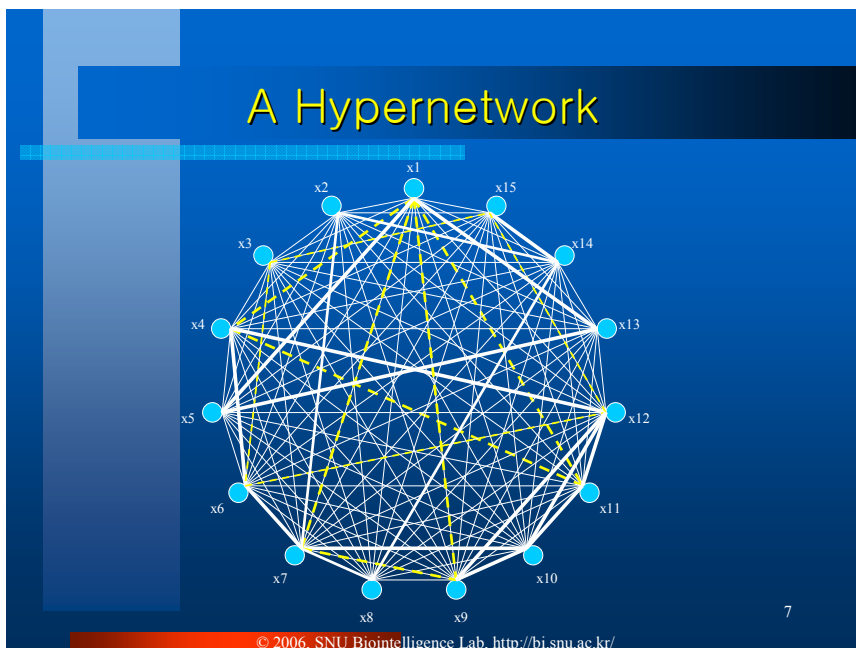 A Hypernetwork
x1
x2
x15
x3
x14
x4
x13
x5
x12
x6
x11
x7
x10
x8
x9
7
© 2006, SNU Biointelligence Lab, http://bi.snu.ac.kr/